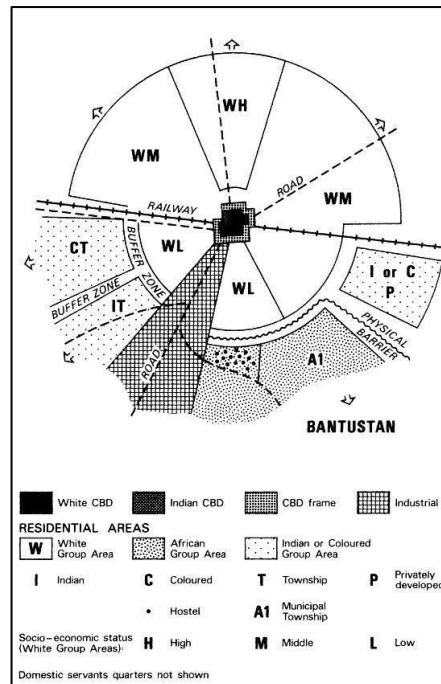 WH
WM
ROAD
WM
RAILWAY
CT
BUFFER ZONE
WL
I or C
P
BUFFER ZONE
IT
WL
PHYSICAL
BARRIER
ROAD
A1
BANTUSTAN
White CBD Indian CBD CBD frame Industrial
RESIDENTIAL AREAS
W White Group Area African Group Area Indian or Coloured Group Area
I Indian C Coloured T Township P Privately developed
• Hostel A1 Municipal Township
Socio-economic status (White Group Areas): H High M Middle L Low
Domestic servants quarters not shown